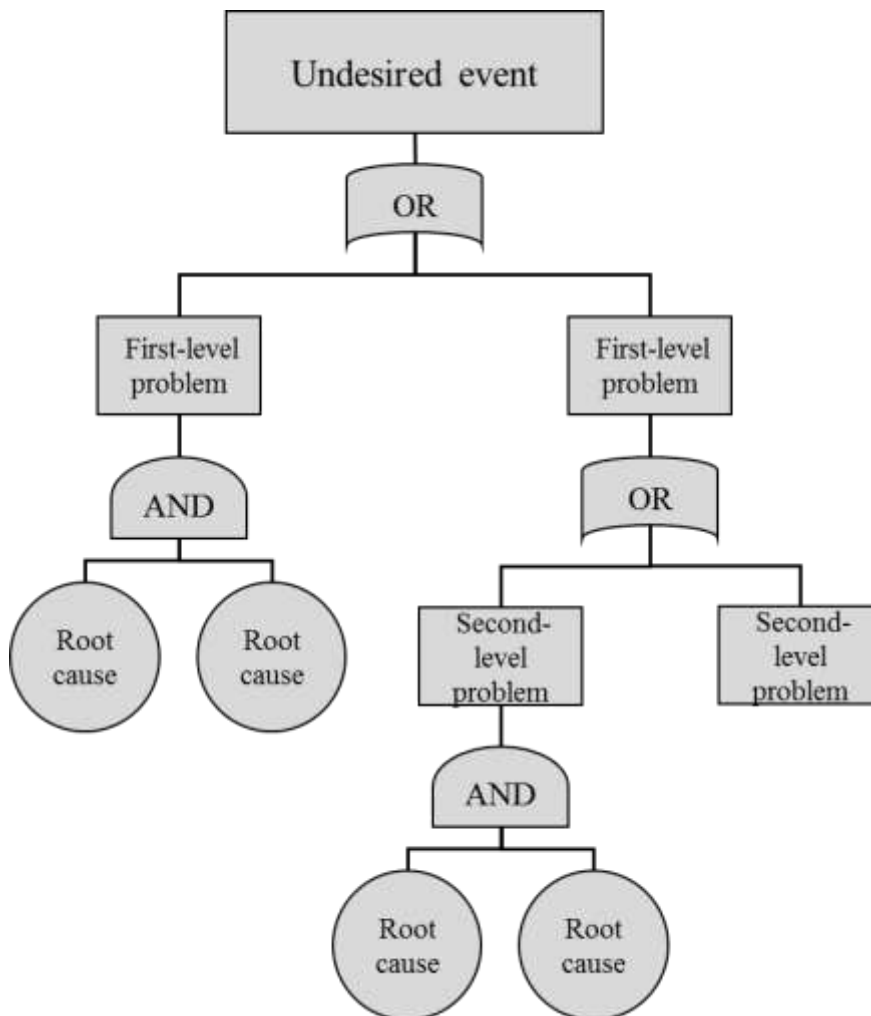 Undesired event
OR
First-level
problem
First-level
problem
AND
OR
Root
cause
Root
cause
Second-
level
problem
Second-
level
problem
AND
Root
cause
Root
cause